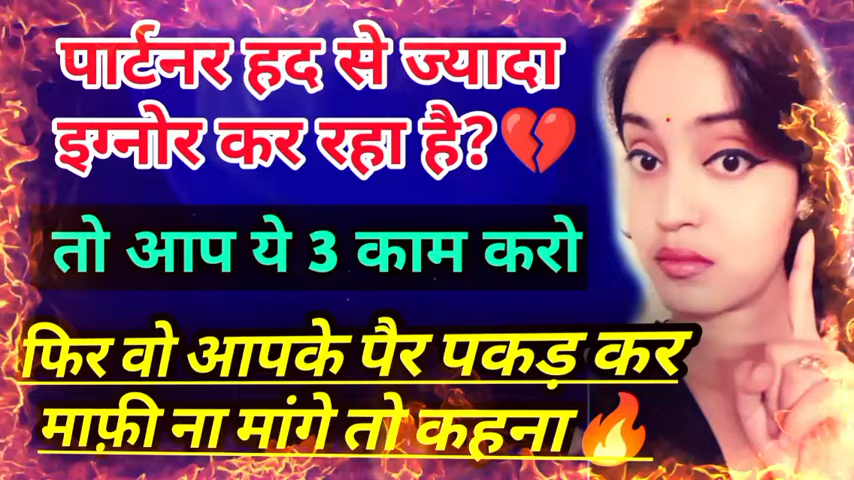 पार्टनर हद से ज्यादा
इग्नोर कर रहा है?💔
तो आप ये 3 काम करो
फिर वो आपके पैर पकड़ कर
माफ़ी ना मांगे तो कहना🔥